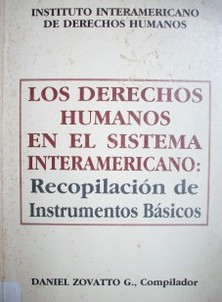 INSTITUTO INTERAMERICANO
DE DERECHOS HUMANOS
LOS DERECHOS
HUMANOS
EN EL SISTEMA
INTERAMERICANO:
Recopilación de
Instrumentos Básicos
DANIEL ZOVATTO G., Compilador